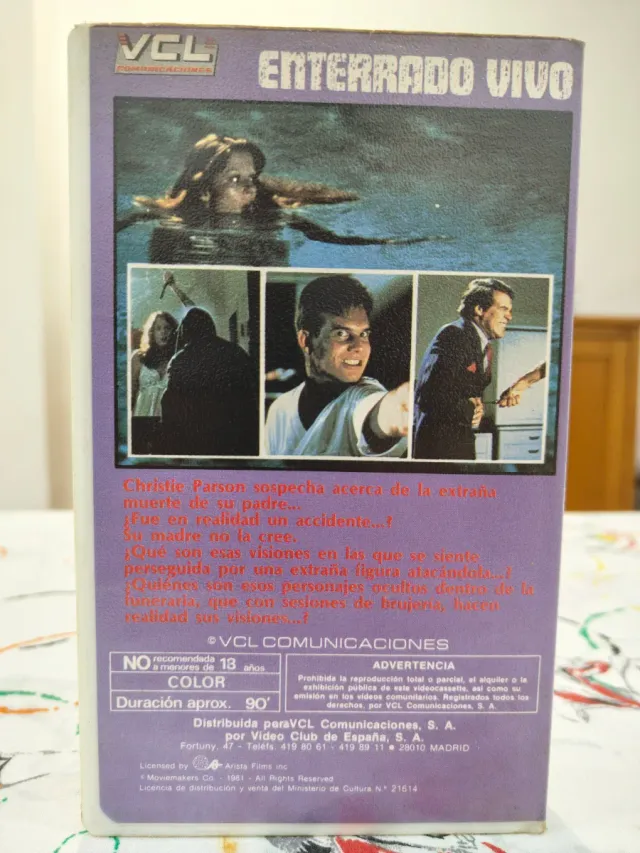 VCL
COMUNICACIONES
ENTERRADO VIVO
Christie Parson sospecha acerca de la extraña
muerte de su padre...
¿Fue en realidad un accidente...?
Su madre no la cree.
¿Qué son esas visiones en las que se siente
perseguida por una extraña figura atacándola...?
¿Quiénes son esos personajes ocultos dentro de la
funeraria, que con sesiones de brujería, hacen
realidad sus visiones...?
©VCL COMUNICACIONES
NO recomendada
a menores de 18 años
COLOR
Duración aprox. 90'
ADVERTENCIA
Prohibida la reproducción total o parcial, el alquiler o la
exhibición pública de este videocassette, así como su
emisión en los vídeos comunitarios. Registrados todos los
derechos, por VCL Comunicaciones, S. A.
Distribuida paraVCL Comunicaciones, S. A.
por Vídeo Club de España, S. A.
Fortuny, 47 - Teléfs. 419 80 61 - 419 89 11 • 28010 MADRID
Licensed by Arista Films inc
©Moviemakers Co. - 1981 - All Rights Reserved
Licencia de distribución y venta del Ministerio de Cultura N.º 21614